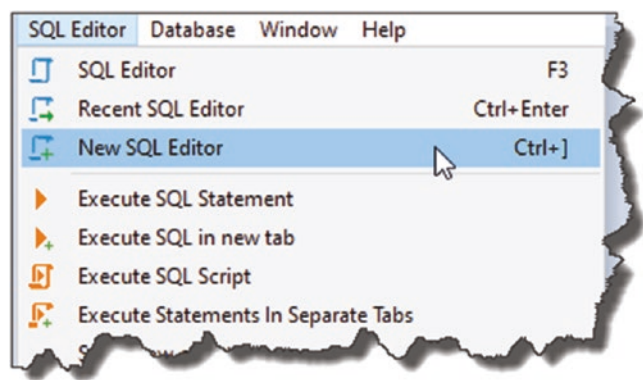 SQL Editor Database Window Help
SQL Editor F3
Recent SQL Editor Ctrl+Enter
New SQL Editor Ctrl+]
Execute SQL Statement
Execute SQL in new tab
Execute SQL Script
Execute Statements In Separate Tabs